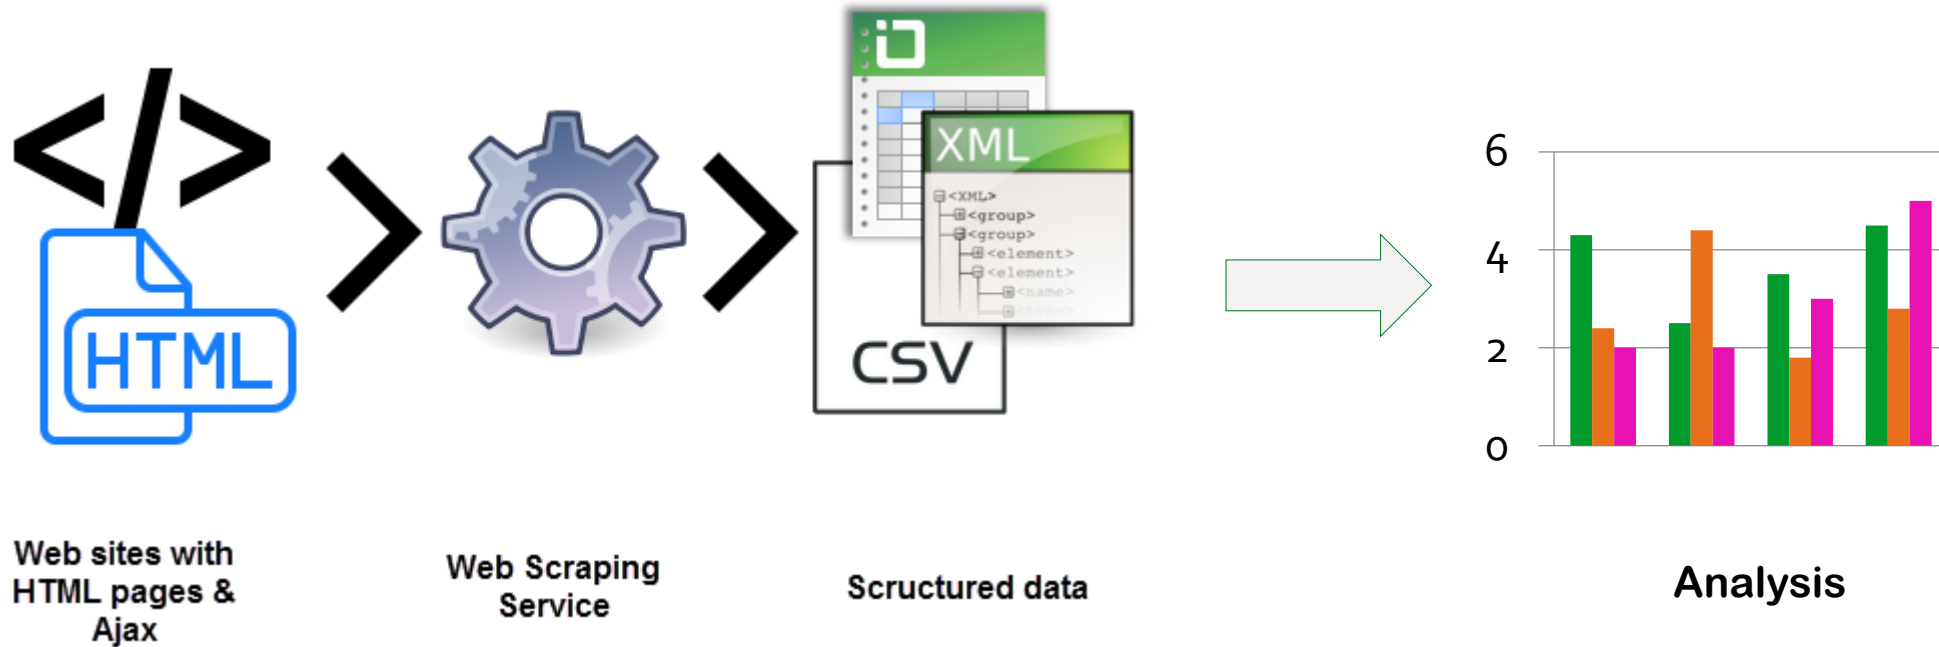 </>
HTML
XML
<XML>
<group>
<group>
<element>
<element>
<name>
CSV
6
4
2
0
Web sites with
HTML pages &
Ajax
Web Scraping
Service
Scructured data
Analysis